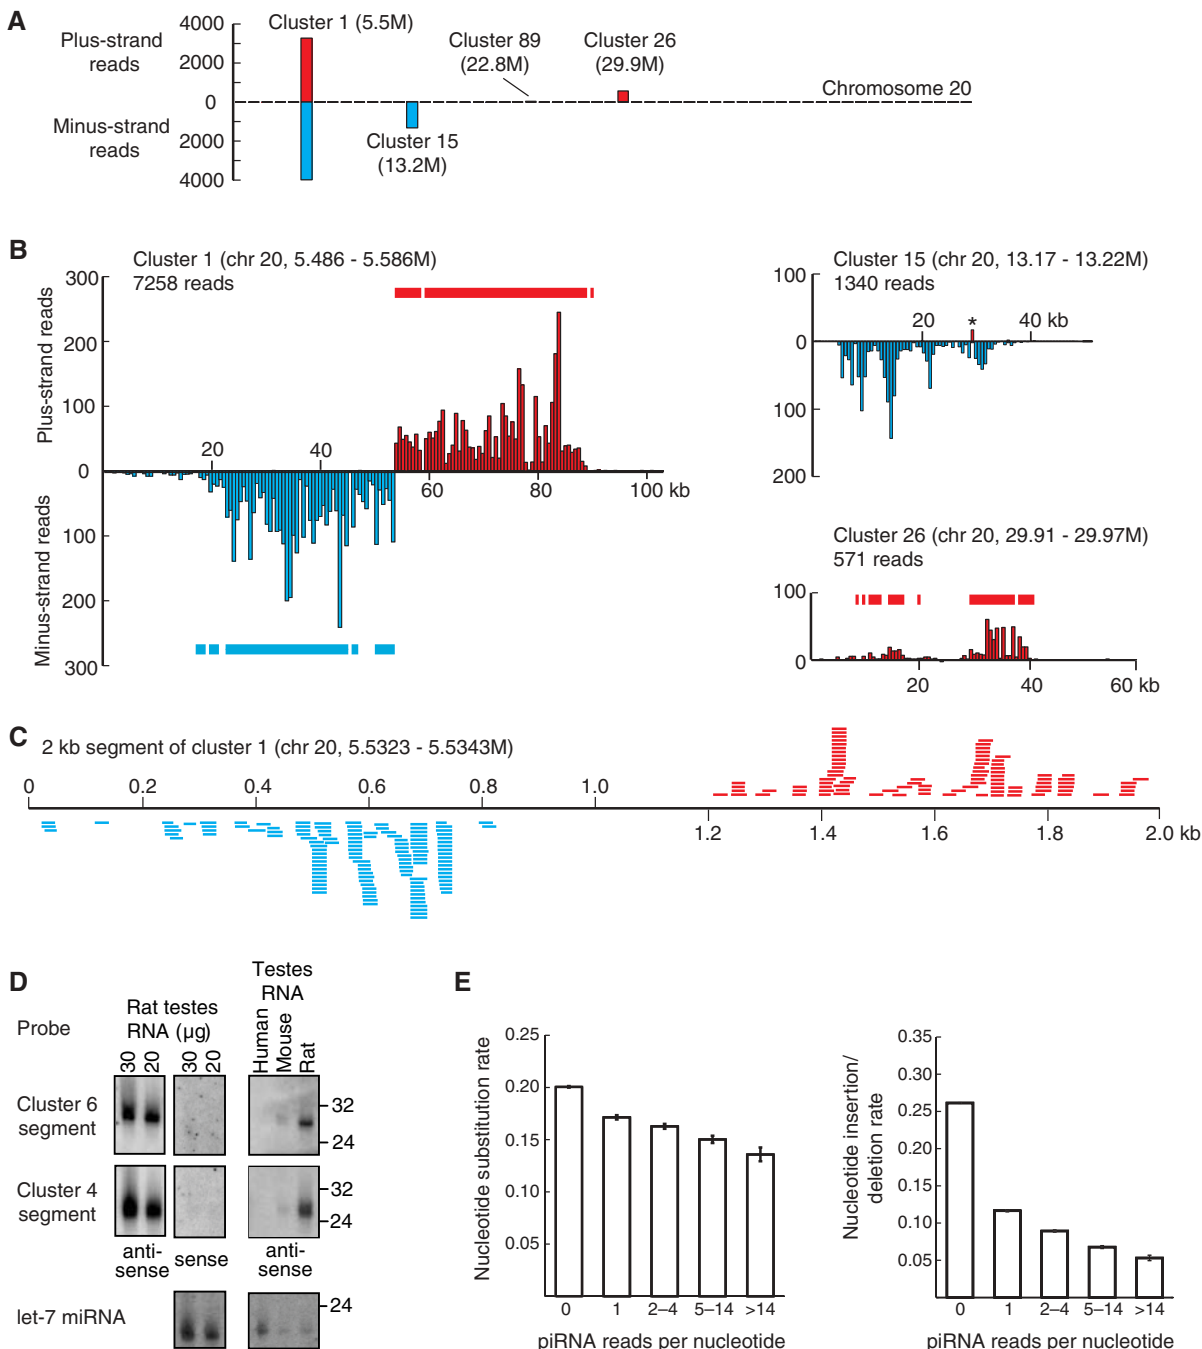 A
4000
2000
0
2000
4000
Plus-strand
reads
Minus-strand
reads
Cluster 1 (5.5M)
Cluster 89
(22.8M)
Cluster 26
(29.9M)
Cluster 15
(13.2M)
Chromosome 20
B
Cluster 1 (chr 20, 5.486 - 5.586M)
7258 reads
Plus-strand reads
Minus-strand reads
300
200
100
0
100
200
300
20
40
60
80
100 kb
Cluster 15 (chr 20, 13.17 - 13.22M)
1340 reads
100
0
100
200
20
*
40 kb
Cluster 26 (chr 20, 29.91 - 29.97M)
571 reads
100
0
20
40
60 kb
C
2 kb segment of cluster 1 (chr 20, 5.5323 - 5.5343M)
0
0.2
0.4
0.6
0.8
1.0
1.2
1.4
1.6
1.8
2.0 kb
D
Probe
Rat testes
RNA (µg)
30
20
30
20
Testes
RNA
Human
Mouse
Rat
Cluster 6
segment
32
24
Cluster 4
segment
32
24
anti-
sense
sense
anti-
sense
let-7 miRNA
24
E
Nucleotide substitution rate
0.25
0.20
0.15
0.10
0.05
0
1
2–4
5–14
>14
piRNA reads per nucleotide
Nucleotide insertion/
deletion rate
0.35
0.30
0.25
0.20
0.15
0.10
0.05
0
1
2–4
5–14
>14
piRNA reads per nucleotide